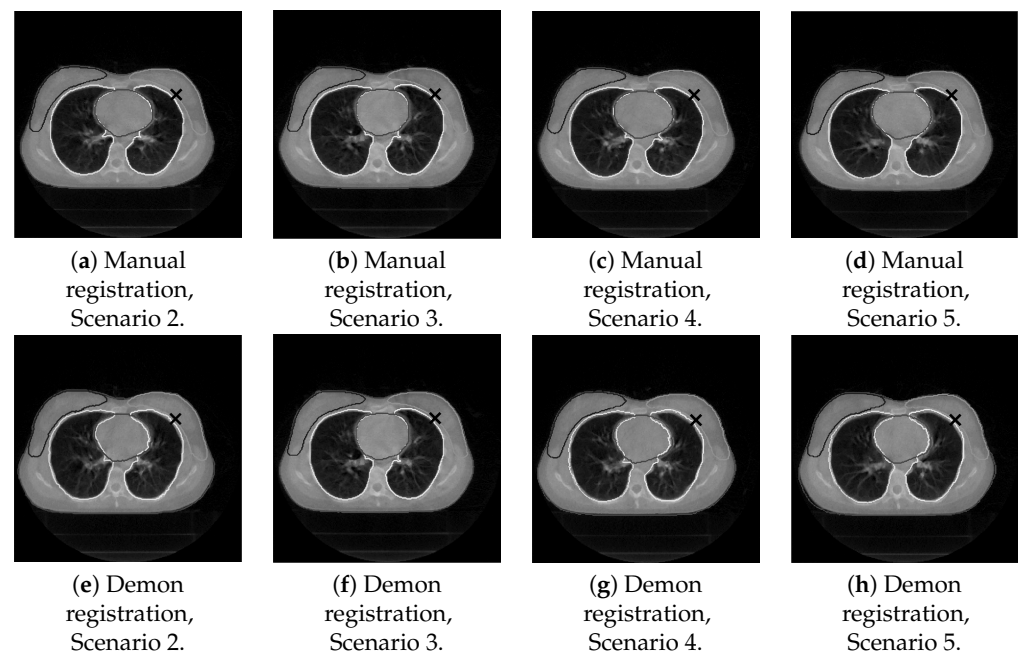 (a) Manual
registration,
Scenario 2.
(b) Manual
registration,
Scenario 3.
(c) Manual
registration,
Scenario 4.
(d) Manual
registration,
Scenario 5.
(e) Demon
registration,
Scenario 2.
(f) Demon
registration,
Scenario 3.
(g) Demon
registration,
Scenario 4.
(h) Demon
registration,
Scenario 5.